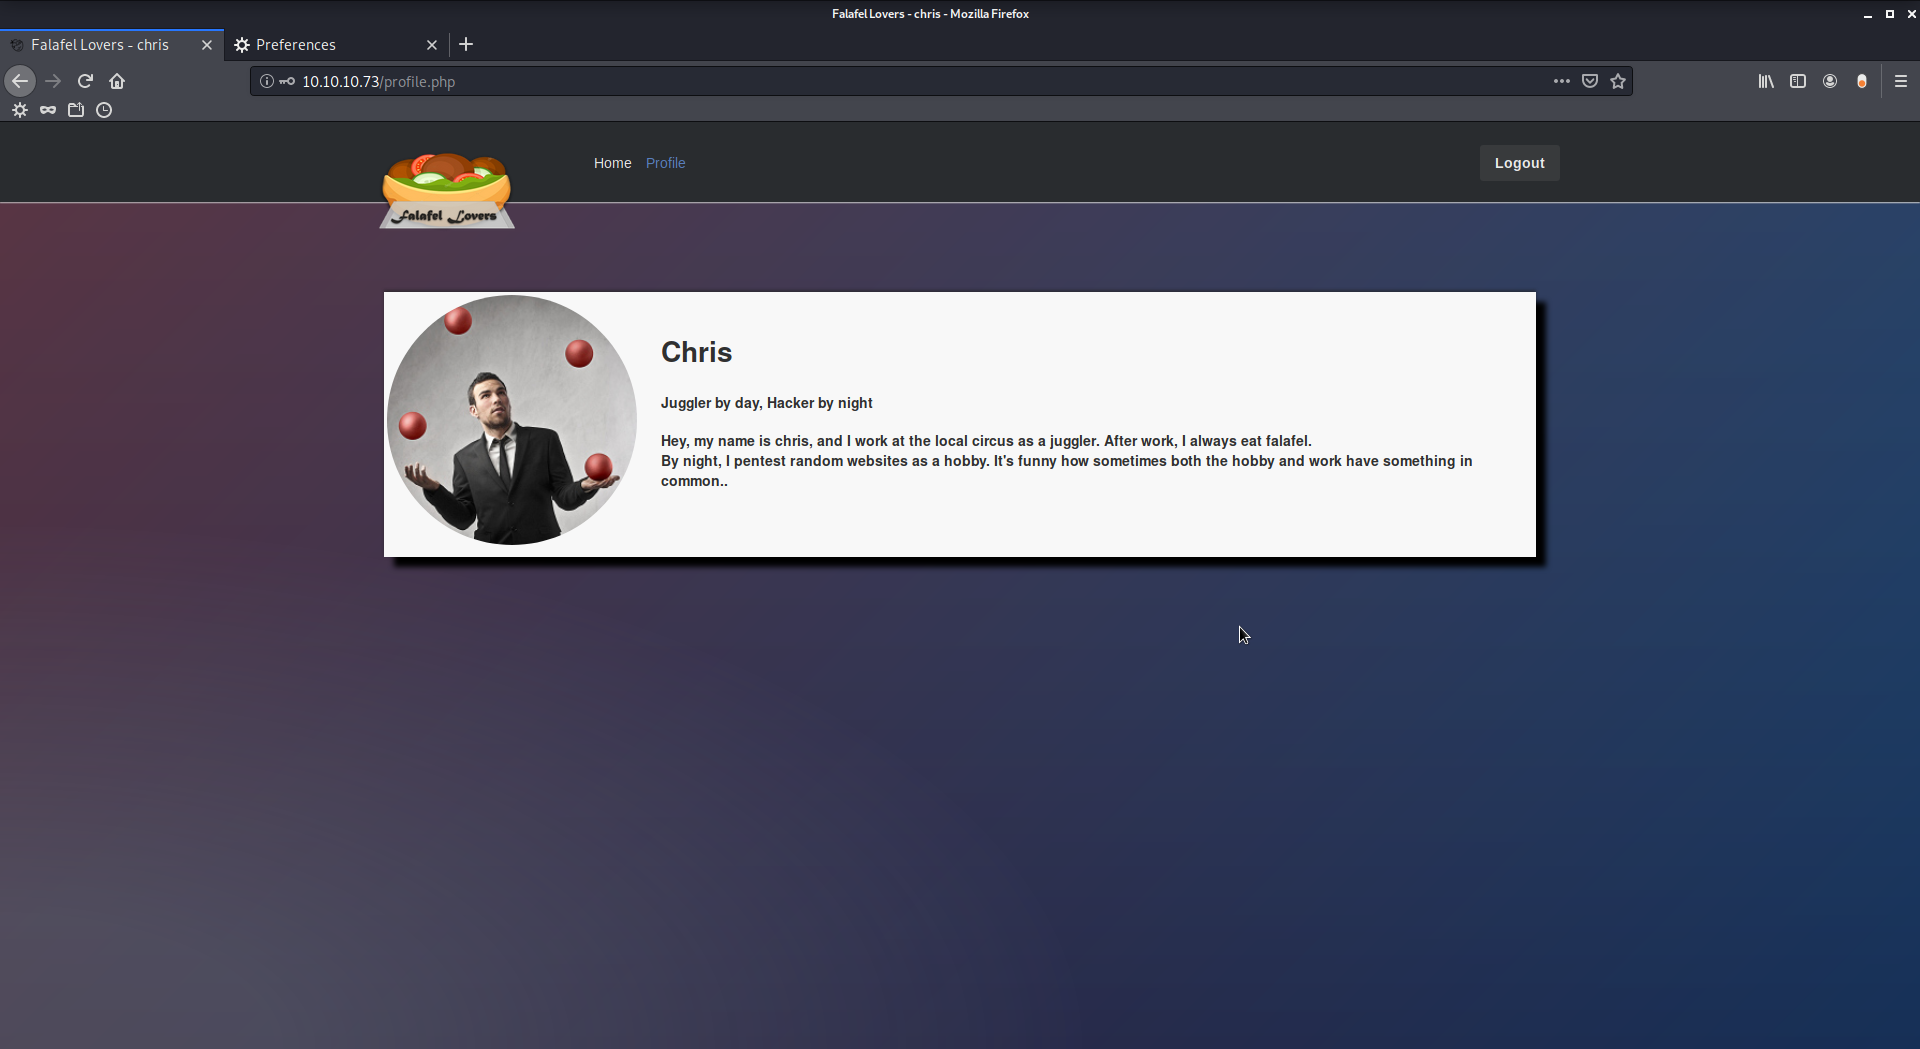 Falafel Lovers - chris - Mozilla Firefox
Falafel Lovers - chris
Preferences
10.10.10.73/profile.php
Home Profile
Logout
Falafel Lovers
Chris
Juggler by day, Hacker by night
Hey, my name is chris, and I work at the local circus as a juggler. After work, I always eat falafel.
By night, I pentest random websites as a hobby. It's funny how sometimes both the hobby and work have something in
common..